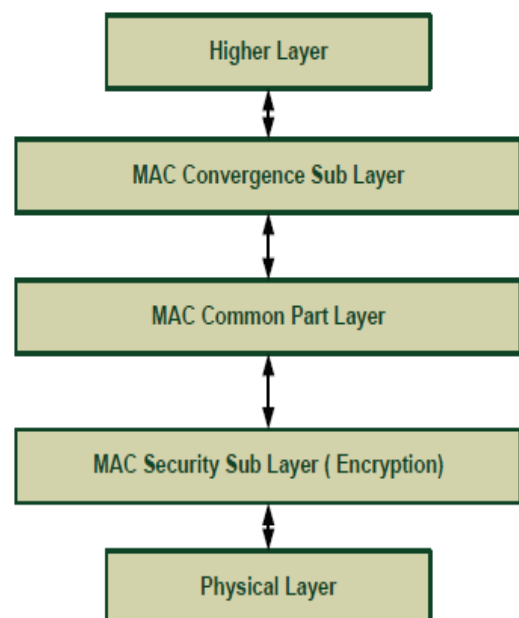 Higher Layer
MAC Convergence Sub Layer
MAC Common Part Layer
MAC Security Sub Layer ( Encryption)
Physical Layer